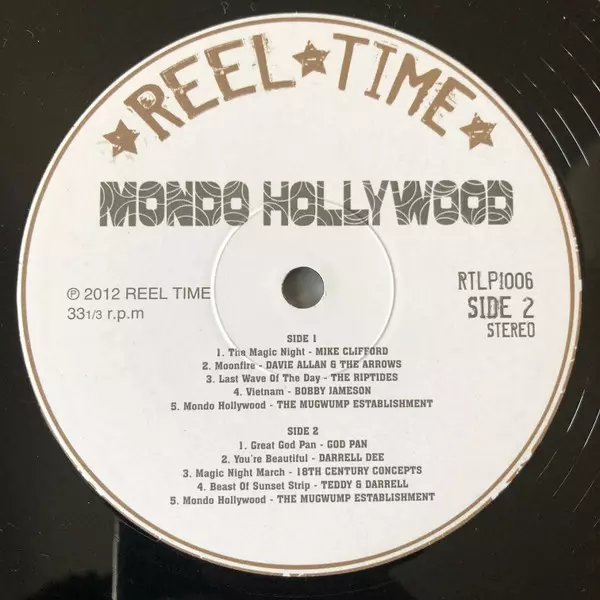 REEL★TIME
MONDO HOLLYWOOD
℗ 2012 REEL TIME
33 1/3 r.p.m
RTLP1006
SIDE 2
STEREO
SIDE 1
1. The Magic Night - MIKE CLIFFORD
2. Moonfire - DAVIE ALLAN & THE ARROWS
3. Last Wave Of The Day - THE RIPTIDES
4. Vietnam - BOBBY JAMESON
5. Mondo Hollywood - THE MUGWUMP ESTABLISHMENT
SIDE 2
1. Great God Pan - GOD PAN
2. You're Beautiful - DARRELL DEE
3. Magic Night March - 18TH CENTURY CONCEPTS
4. Beast Of Sunset Strip - TEDDY & DARRELL
5. Mondo Hollywood - THE MUGWUMP ESTABLISHMENT